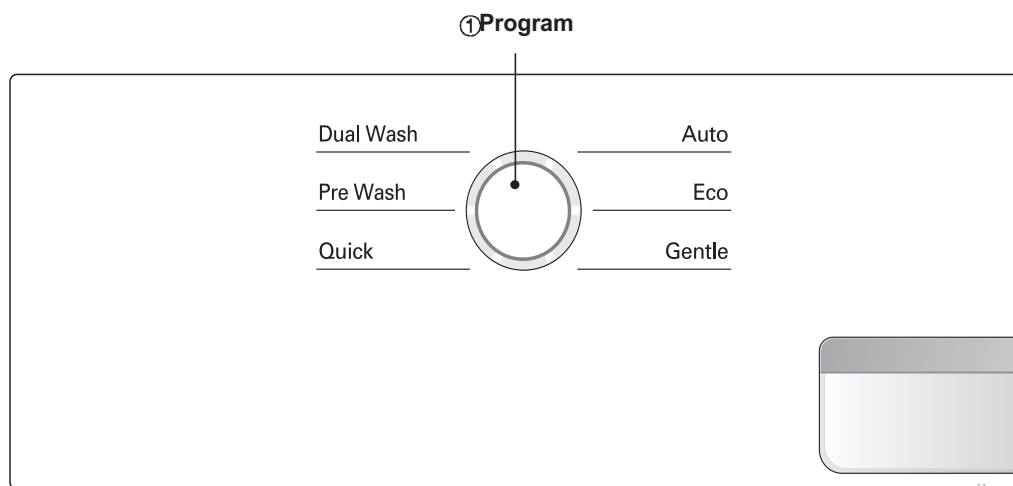 ①Program
Dual Wash
Auto
Pre Wash
Eco
Quick
Gentle